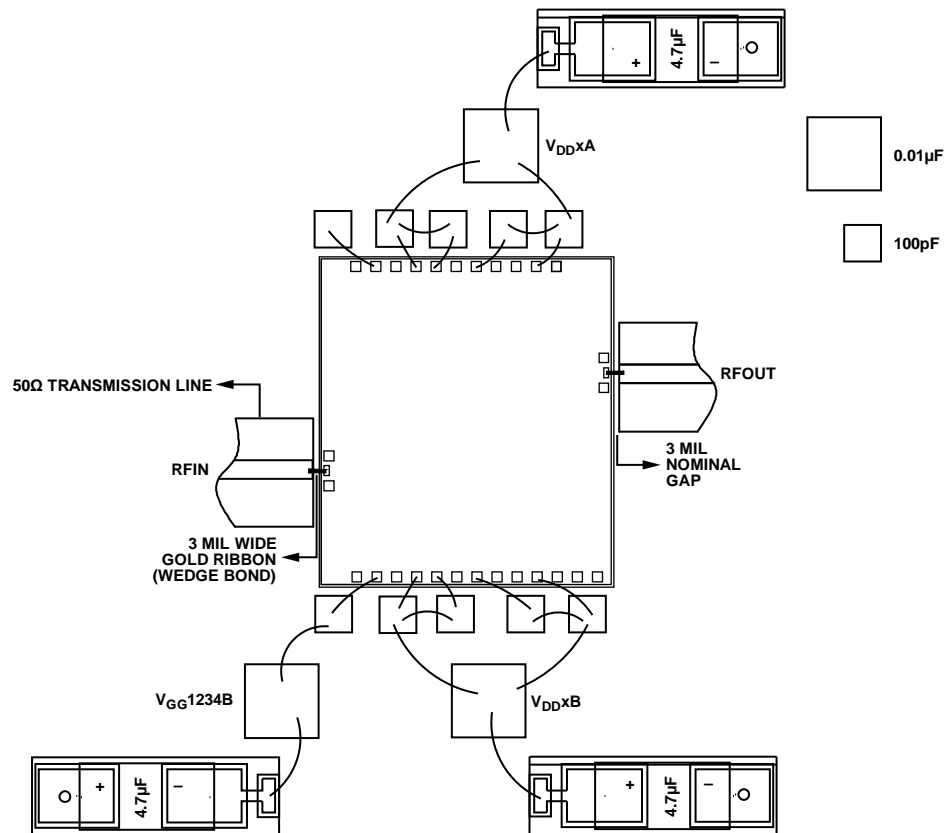 4.7µF
+
−
VDDxA
0.01µF
100pF
50Ω TRANSMISSION LINE
RFOUT
RFIN
3 MIL
NOMINAL
GAP
3 MIL WIDE
GOLD RIBBON
(WEDGE BOND)
VGG1234B
VDDxB
+
4.7µF
−
+
4.7µF
−